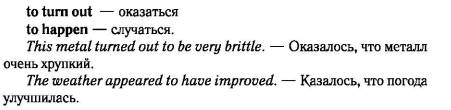 to turn out — оказаться
to happen — случаться.
This metal turned out to be very brittle. — Оказалось, что металл
очень хрупкий.
The weather appeared to have improved. — Казалось, что погода
улучшилась.